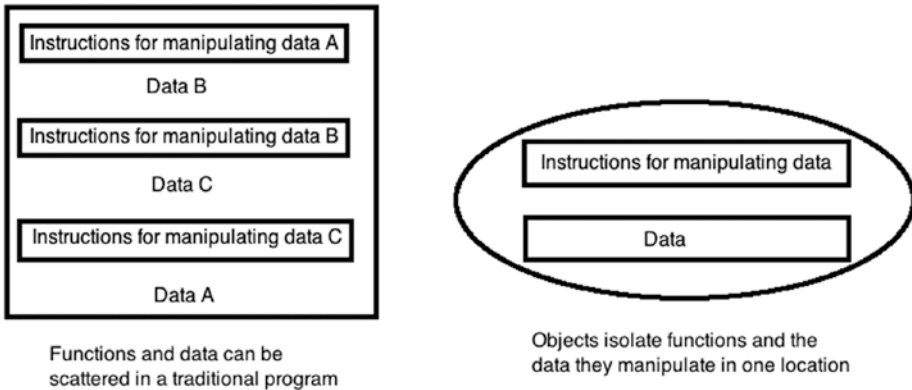 Instructions for manipulating data A
Data B
Instructions for manipulating data B
Data C
Instructions for manipulating data C
Data A
Functions and data can be
scattered in a traditional program
Instructions for manipulating data
Data
Objects isolate functions and the
data they manipulate in one location